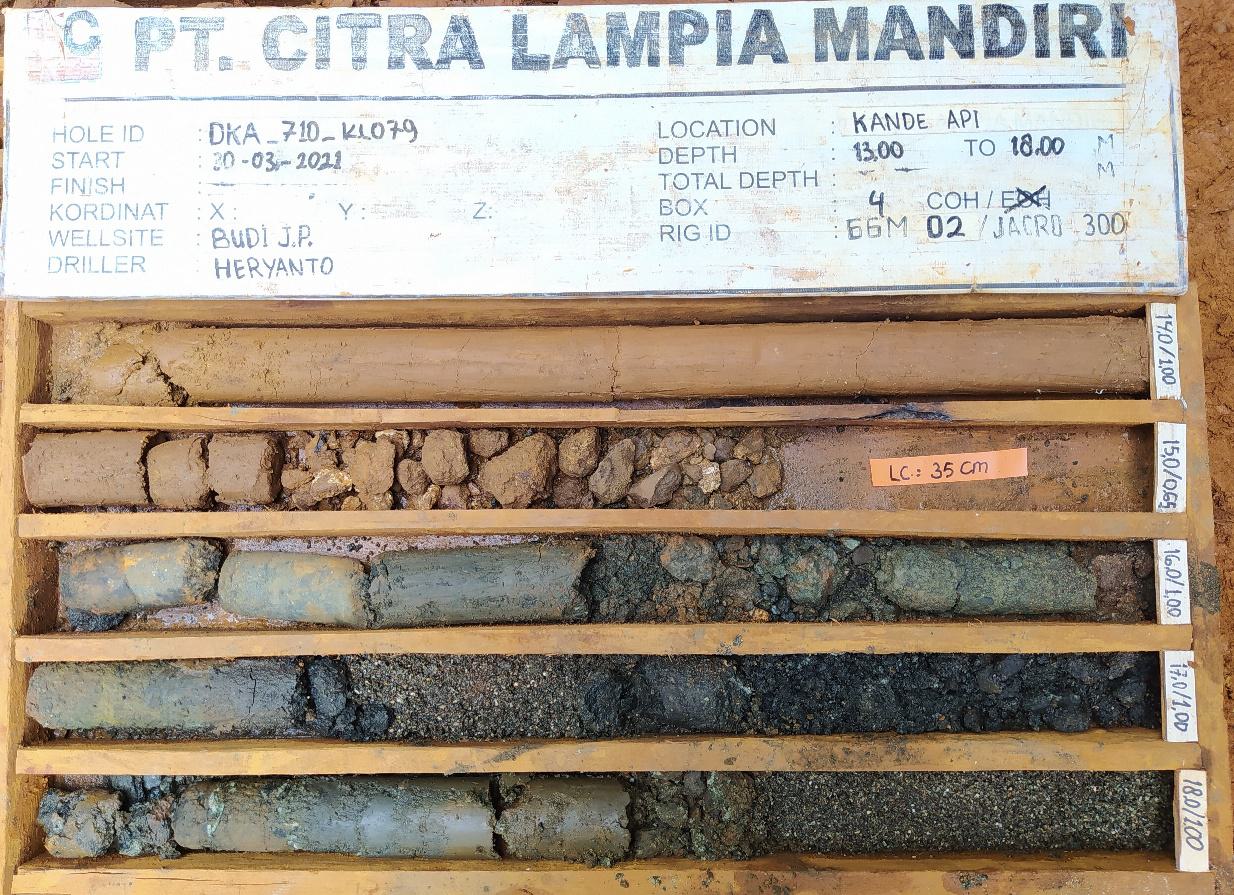 C PT. CITRA LAMPIA MANDIRI
HOLE ID : DKA_710_KL079
START : 30-03-2021
FINISH :
KORDINAT : X : Y : Z:
WELLSITE : BUDI J.P.
DRILLER : HERYANTO
LOCATION : KANDE API
DEPTH : 13.00 TO 18.00 M
TOTAL DEPTH : M
BOX : 4 COH / EOH
RIG ID : GGM 02 / JACRO 300
14.0/1.00
15.0/0.65
LC : 35 cm
16.0/1.00
17.0/1.00
18.0/1.00